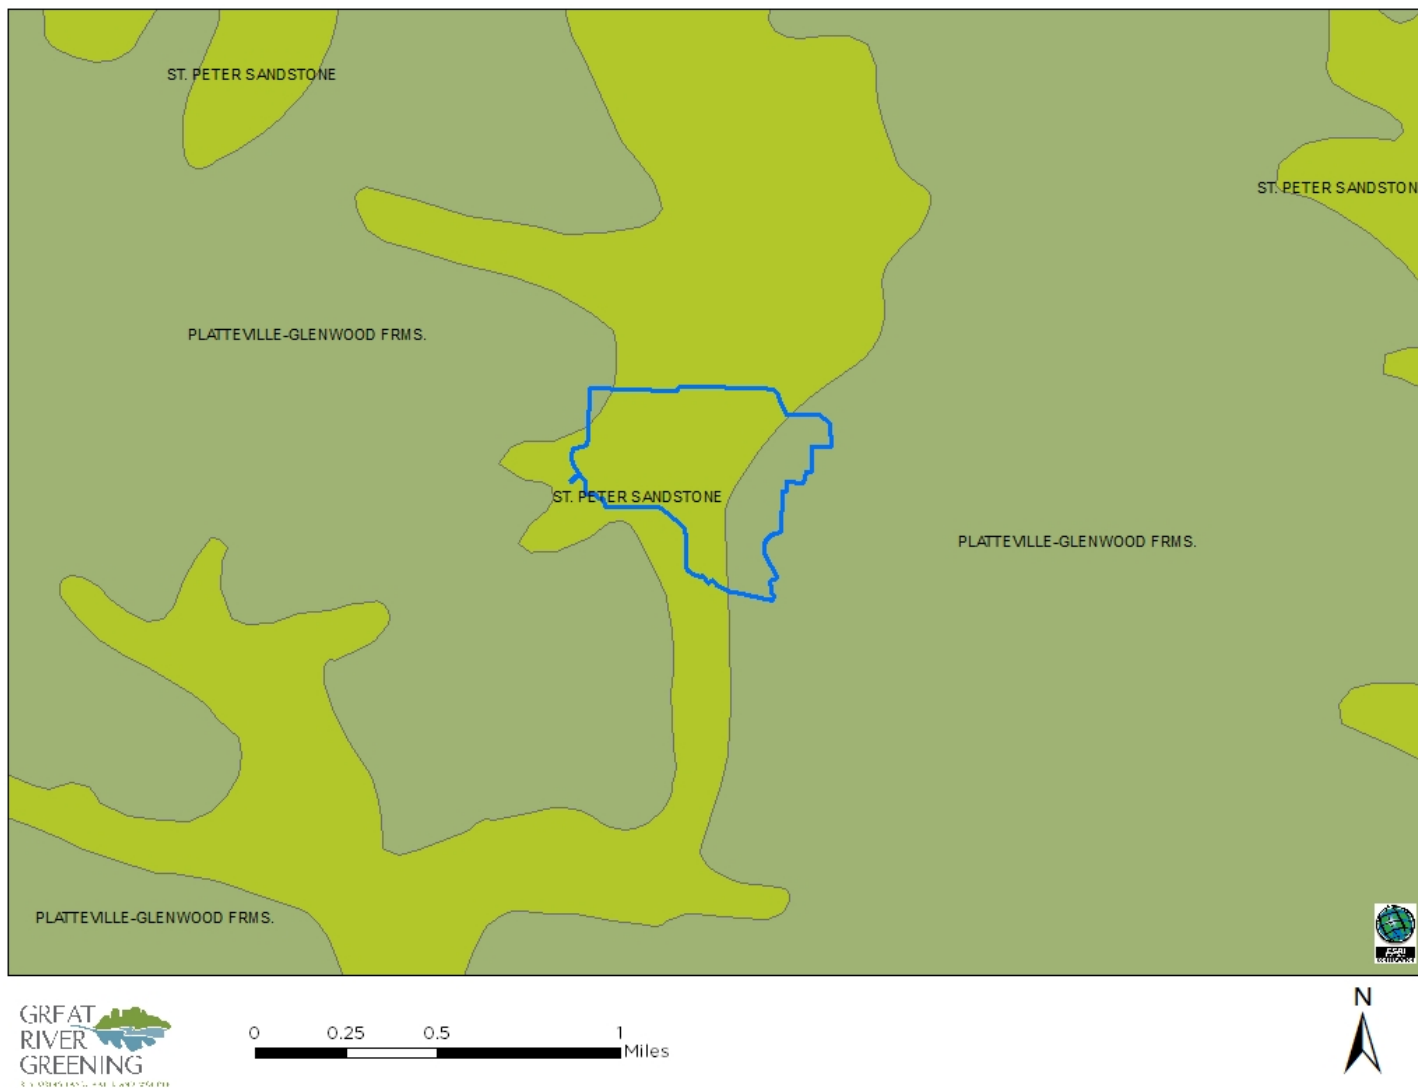 ST. PETER SANDSTONE
ST. PETER SANDSTON
PLATTEVILLE-GLENWOOD FRMS.
ST. PETER SANDSTONE
PLATTEVILLE-GLENWOOD FRMS.
PLATTEVILLE-GLENWOOD FRMS.
ESRI
N
GREAT
RIVER
GREENING
0 0.25 0.5 1
Miles